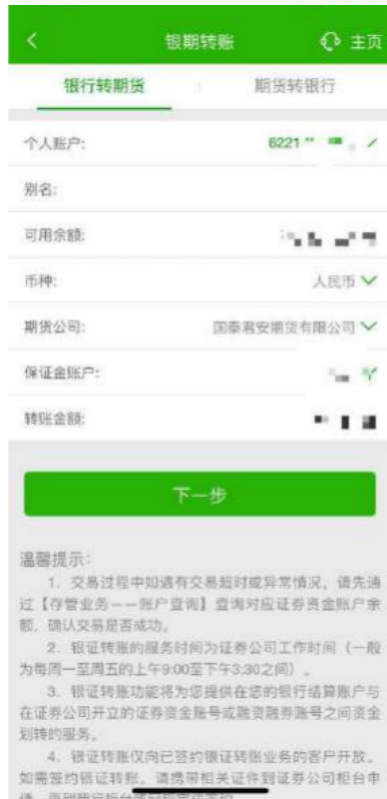 银期转账
主页
银行转期货
期货转银行
个人账户:
6221 **
别名:
可用余额:
币种:
人民币
期货公司:
国泰君安期货有限公司
保证金账户:
转账金额:
下一步
温馨提示:
1. 交易过程中如遇有交易超时或异常情况，请先通
过【存管业务——账户查询】查询对应证券资金账户余
额，确认交易是否成功。
2. 银证转账的服务时间为证券公司工作时间（一般
为每周一至周五的上午9:00至下午3:30之间）。
3. 银证转账功能将为您提供在您的银行结算账户与
在证券公司开立的证券资金账号或融资融券账号之间资金
划转的服务。
4. 银证转账仅向已签约银证转账业务的客户开放。
如需签约银证转账，请携带相关证件到证券公司柜台申